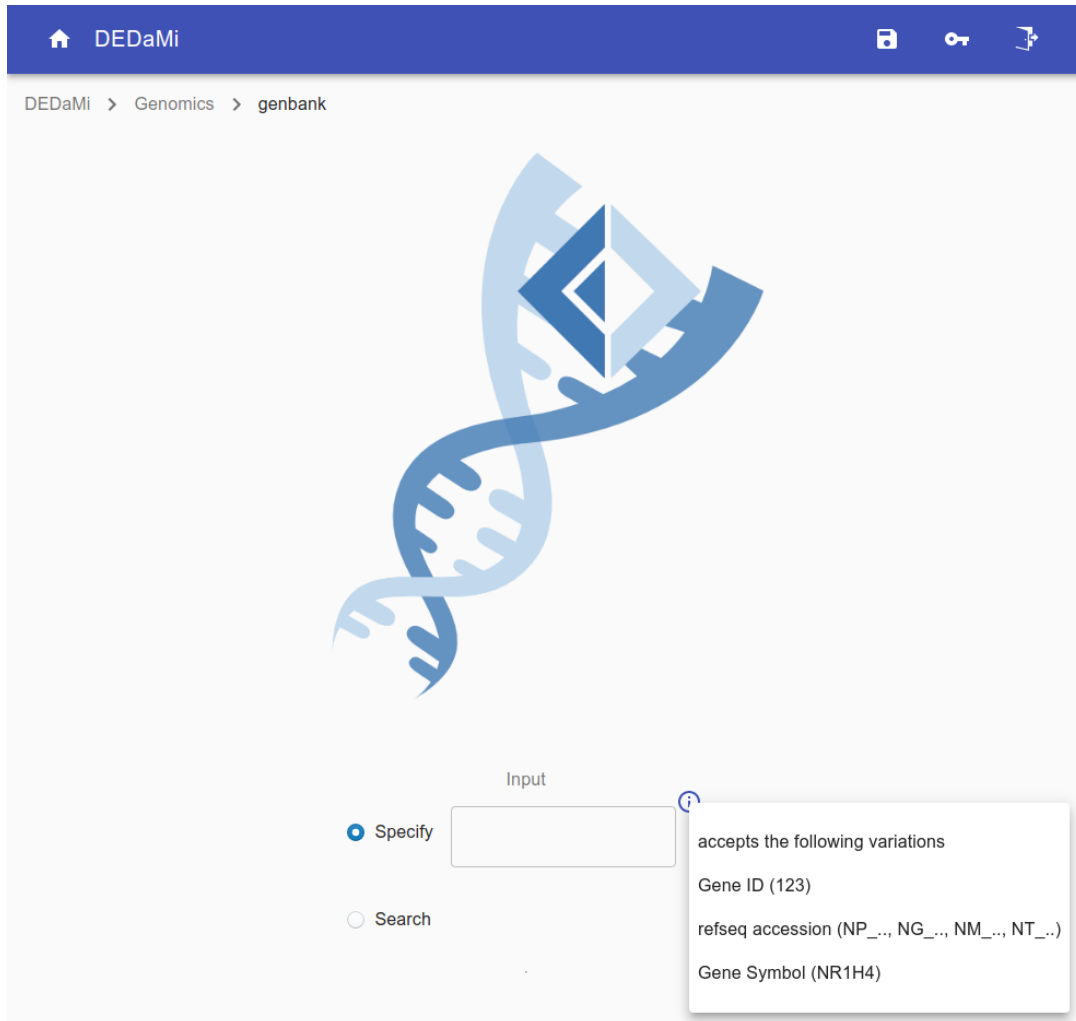 DEDaMi
DEDaMi > Genomics > genbank
Input
Specify
accepts the following variations
Gene ID (123)
Search
refseq accession (NP_.., NG_.., NM_.., NT_..)
Gene Symbol (NR1H4)